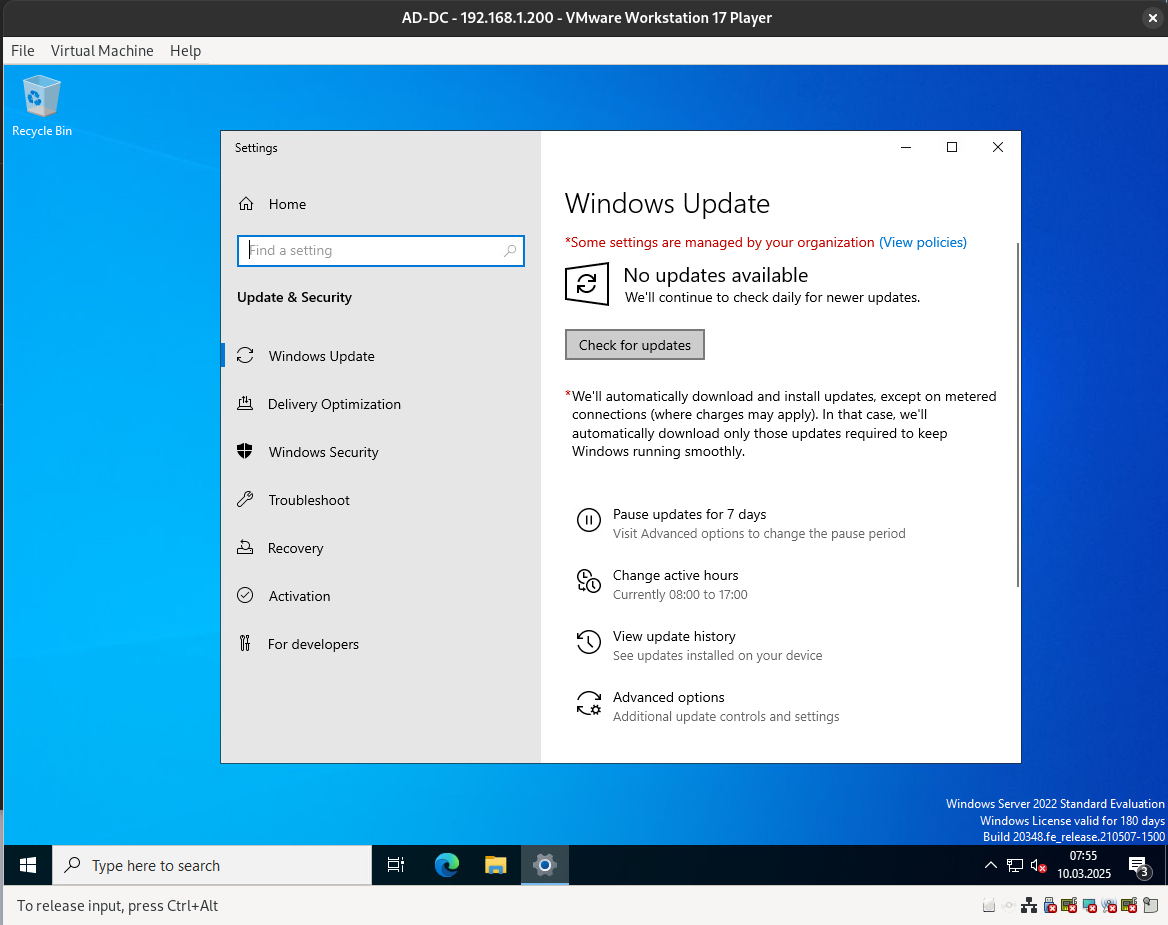 AD-DC - 192.168.1.200 - VMware Workstation 17 Player
File Virtual Machine Help
Recycle Bin
Settings
Home
Find a setting
Update & Security
Windows Update
Delivery Optimization
Windows Security
Troubleshoot
Recovery
Activation
For developers
Windows Update
*Some settings are managed by your organization (View policies)
No updates available
We'll continue to check daily for newer updates.
Check for updates
*We'll automatically download and install updates, except on metered
connections (where charges may apply). In that case, we'll
automatically download only those updates required to keep
Windows running smoothly.
Pause updates for 7 days
Visit Advanced options to change the pause period
Change active hours
Currently 08:00 to 17:00
View update history
See updates installed on your device
Advanced options
Additional update controls and settings
Windows Server 2022 Standard Evaluation
Windows License valid for 180 days
Build 20348.fe_release.210507-1500
Type here to search
07:55
10.03.2025
3
To release input, press Ctrl+Alt